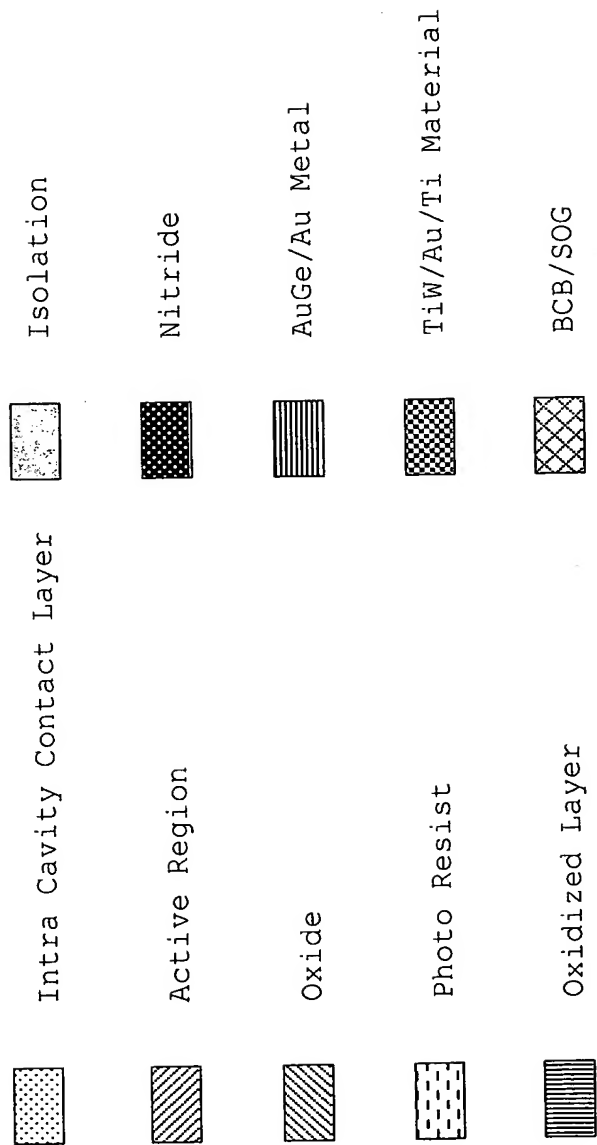 Intra Cavity Contact Layer
Active Region
Oxide
Photo Resist
Oxidized Layer
Isolation
Nitride
AuGe/Au Metal
TiW/Au/Ti Material
BCB/SOG